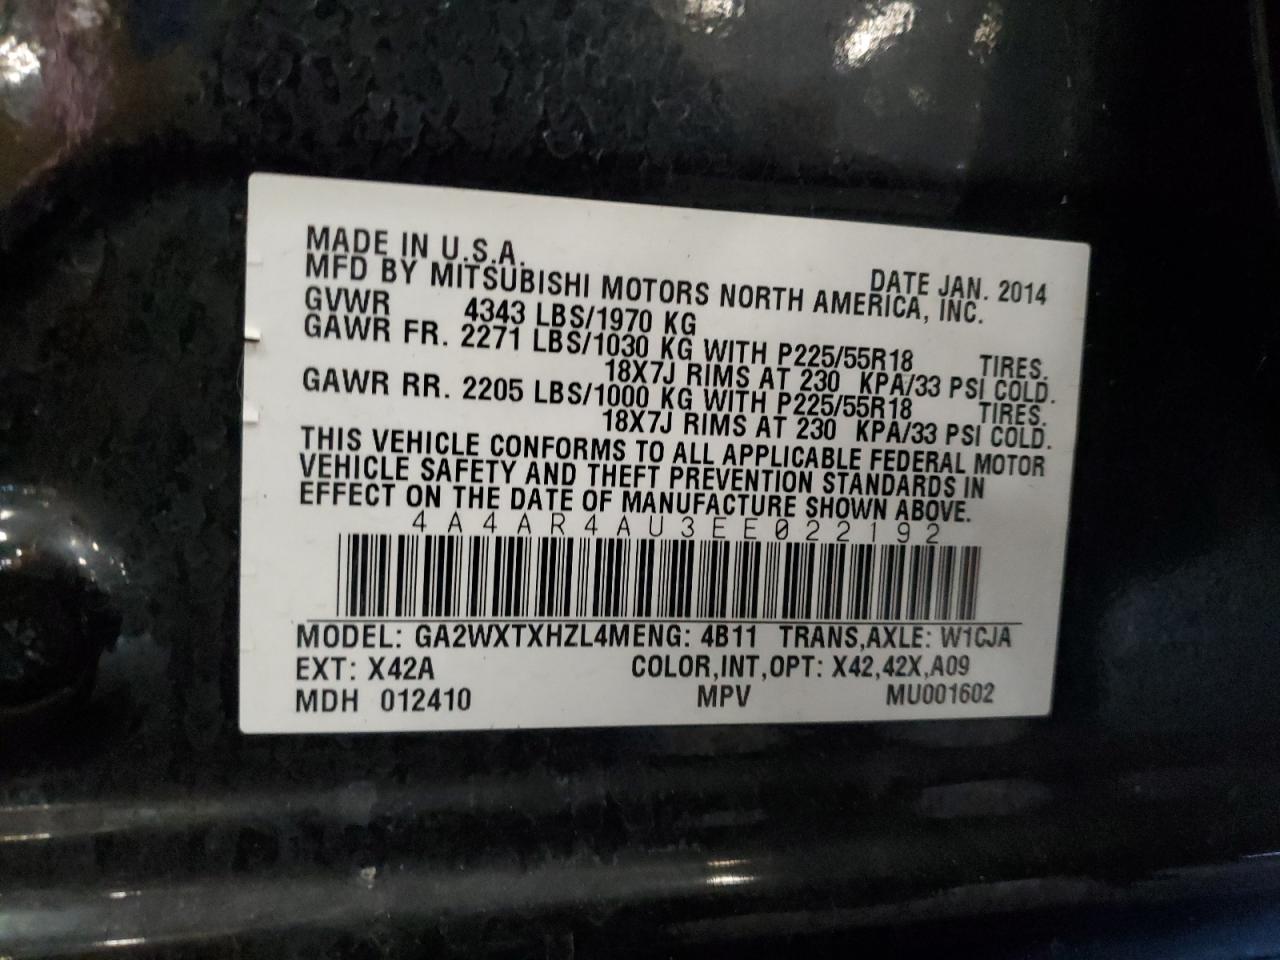 MADE IN U.S.A. DATE JAN. 2014
MFD BY MITSUBISHI MOTORS NORTH AMERICA, INC.
GVWR 4343 LBS/1970 KG
GAWR FR. 2271 LBS/1030 KG WITH P225/55R18 TIRES.
18X7J RIMS AT 230 KPA/33 PSI COLD.
GAWR RR. 2205 LBS/1000 KG WITH P225/55R18 TIRES.
18X7J RIMS AT 230 KPA/33 PSI COLD.
THIS VEHICLE CONFORMS TO ALL APPLICABLE FEDERAL MOTOR
VEHICLE SAFETY AND THEFT PREVENTION STANDARDS IN
EFFECT ON THE DATE OF MANUFACTURE SHOWN ABOVE.
4A4AR4AU3EE022192
MODEL: GA2WXTXHZL4MENG: 4B11 TRANS,AXLE: W1CJA
EXT: X42A COLOR,INT,OPT: X42,42X,A09
MDH 012410 MPV MU001602